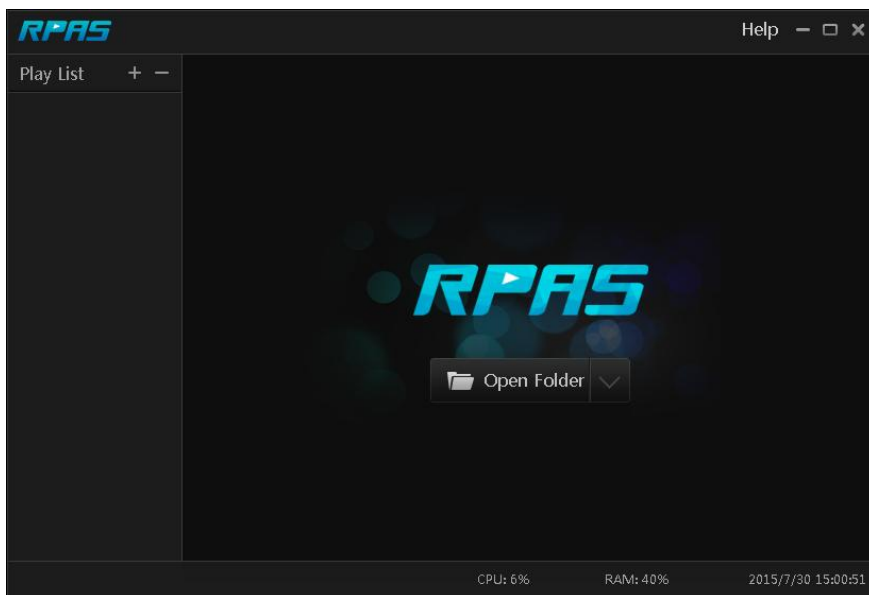 RPAS Help
Play List + −
RPAS
Open Folder
CPU: 6% RAM: 40% 2015/7/30 15:00:51